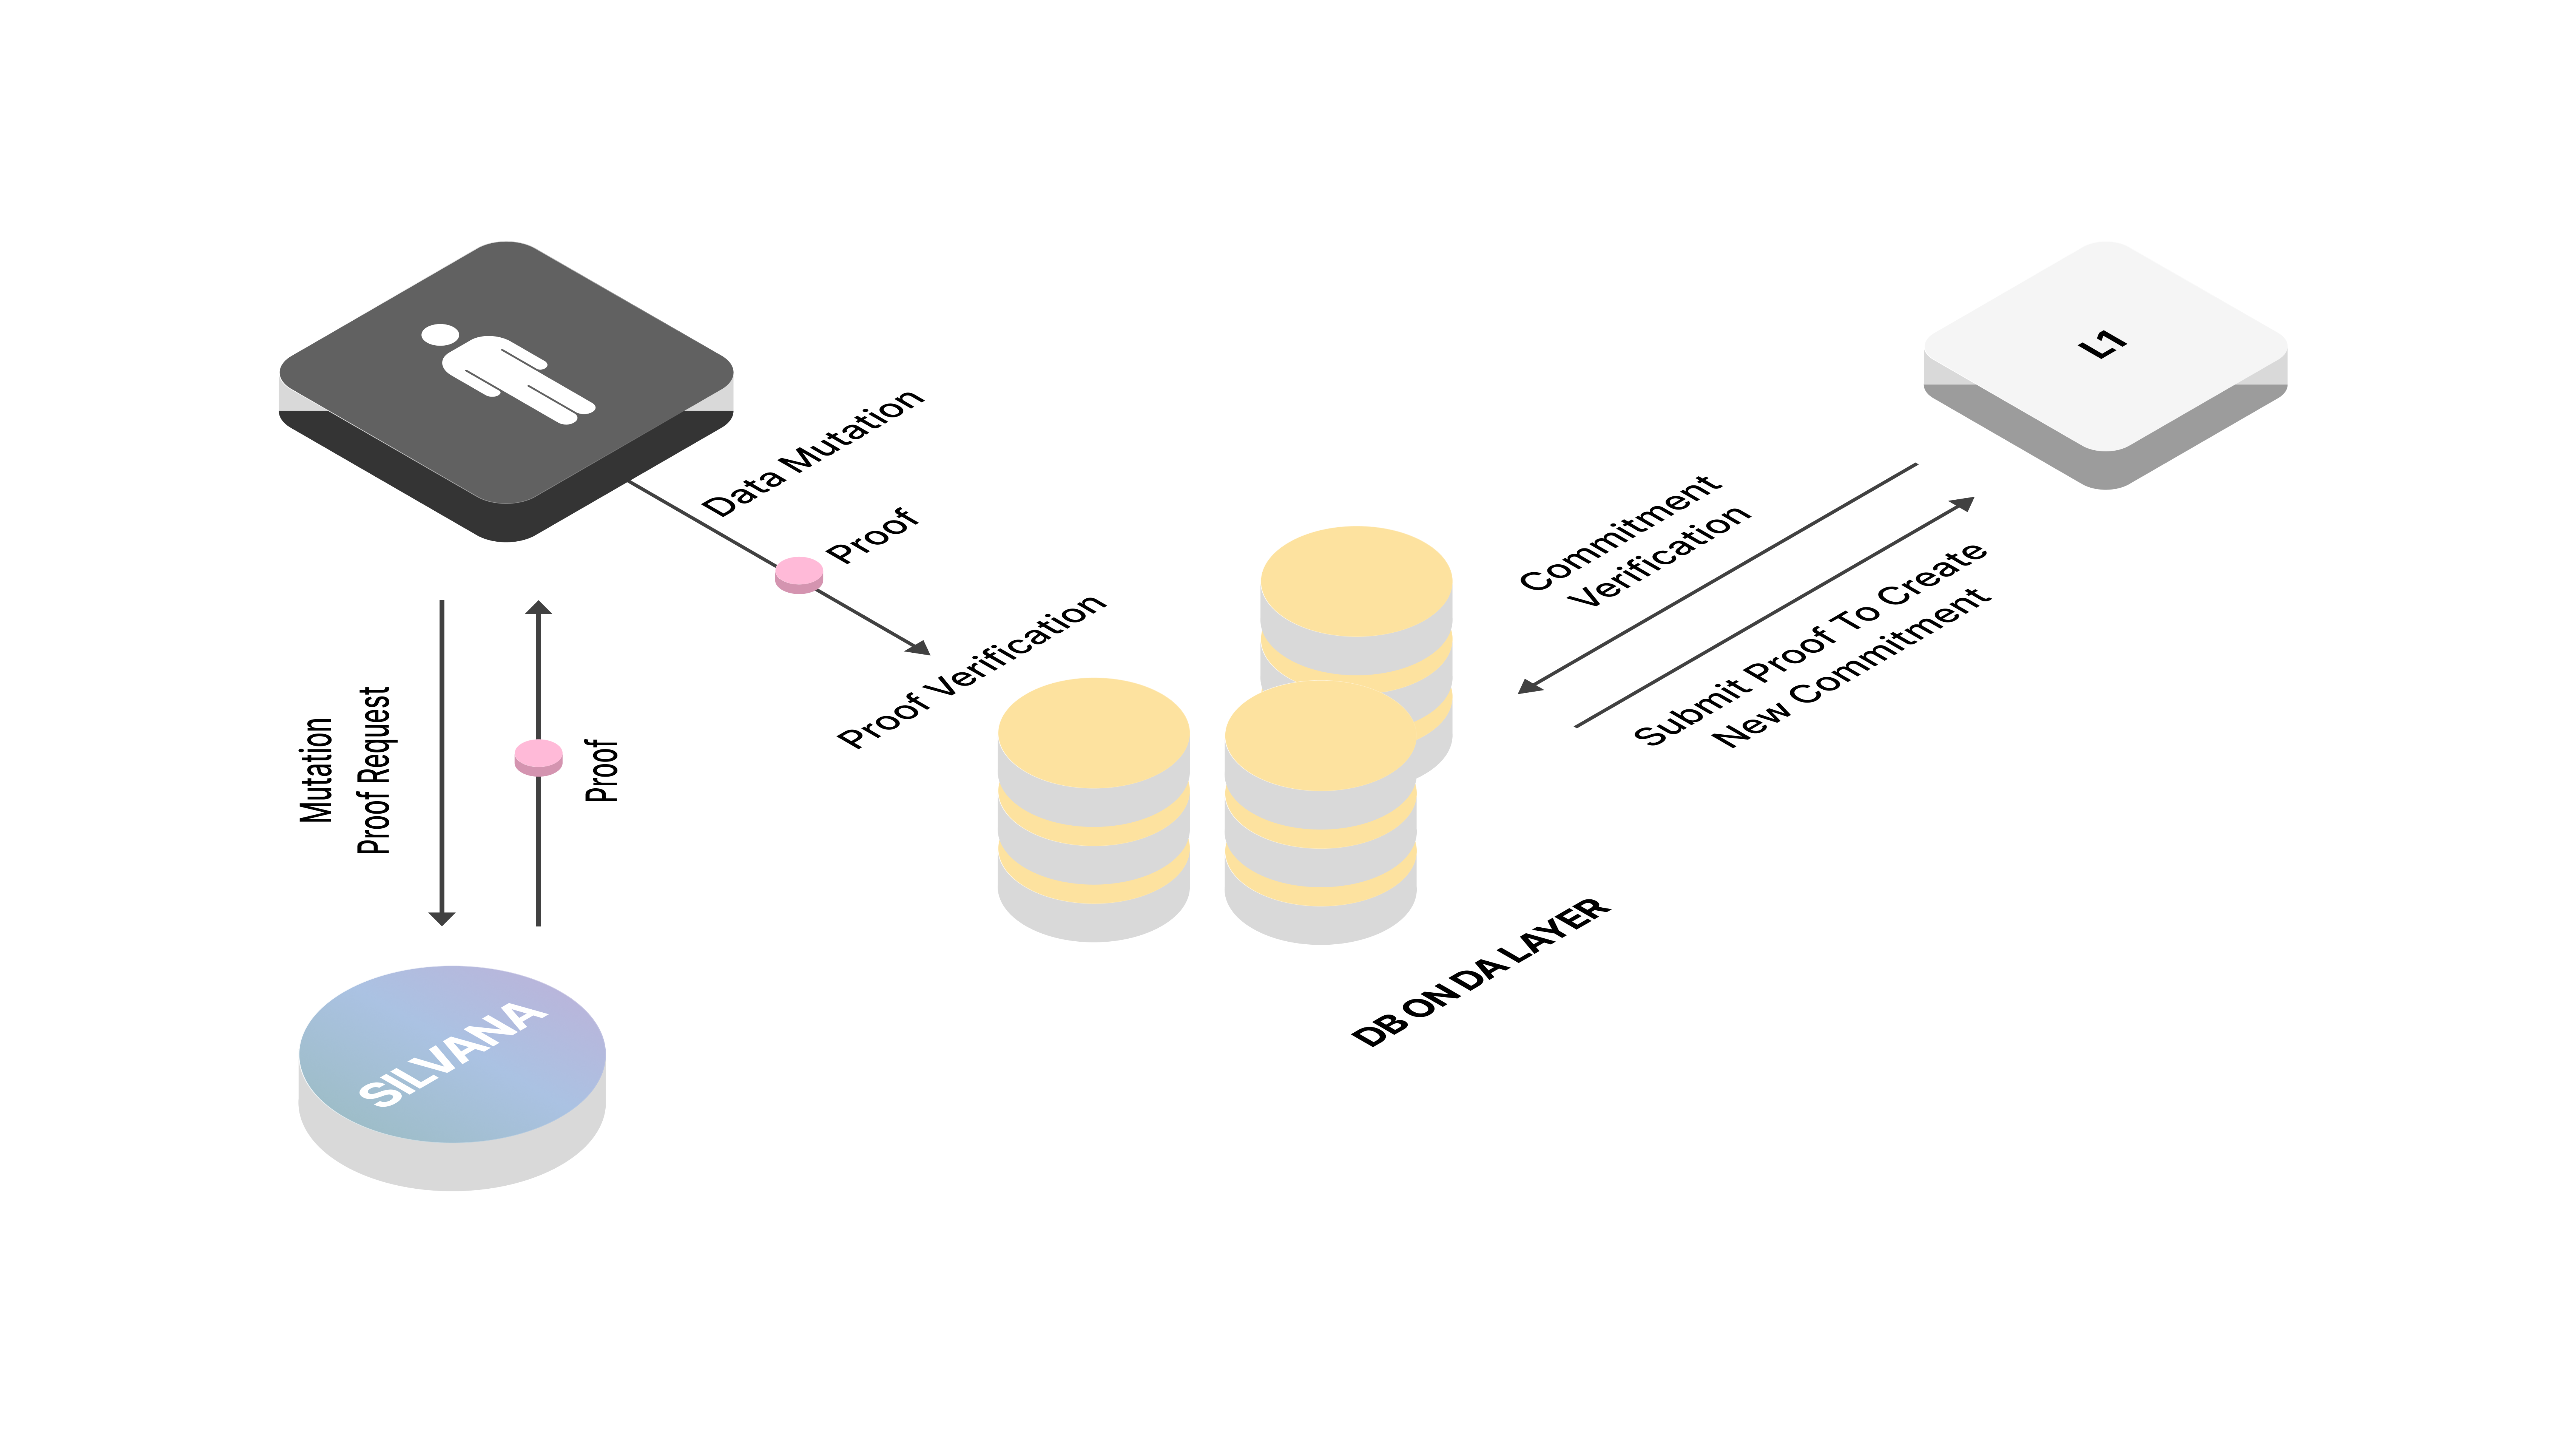 L1
Data Mutation
Proof
Proof Verification
Commitment
Verification
Submit Proof To Create
New Commitment
Mutation
Proof Request
Proof
DB ON DA LAYER
SILVANA